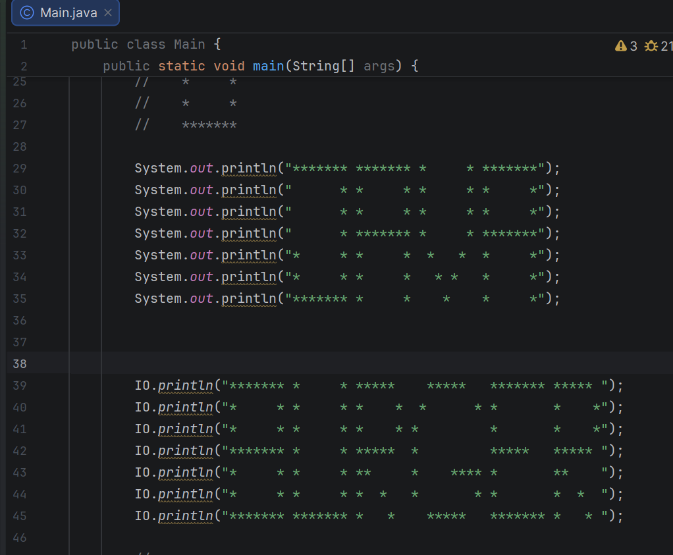 Main.java ×
1 public class Main {
⚠ 3 21
2 public static void main(String[] args) {
25 //    *     *
26 //    *     *
27 //    *******
28
29 System.out.println("******* ******* *     * *******");
30 System.out.println("      * *     * *     * *     *");
31 System.out.println("      * *     * *     * *     *");
32 System.out.println("      * ******* *     * *******");
33 System.out.println("*     * *     *  *   *  *     *");
34 System.out.println("*     * *     *   * *   *     *");
35 System.out.println("******* *     *    *    *     *");
36
37
38
39 IO.println("******* *     * *****    *****   ******* ***** ");
40 IO.println("*     * *     * *    *  *      * *       *    *");
41 IO.println("*     * *     * *    * *         *       *    *");
42 IO.println("******* *     * *****  *         *****   ***** ");
43 IO.println("*     * *     * **     *    **** *       **    ");
44 IO.println("*     * *     * *  *   *       * *       *  *  ");
45 IO.println("******* ******* *   *    *****   ******* *   * ");
46